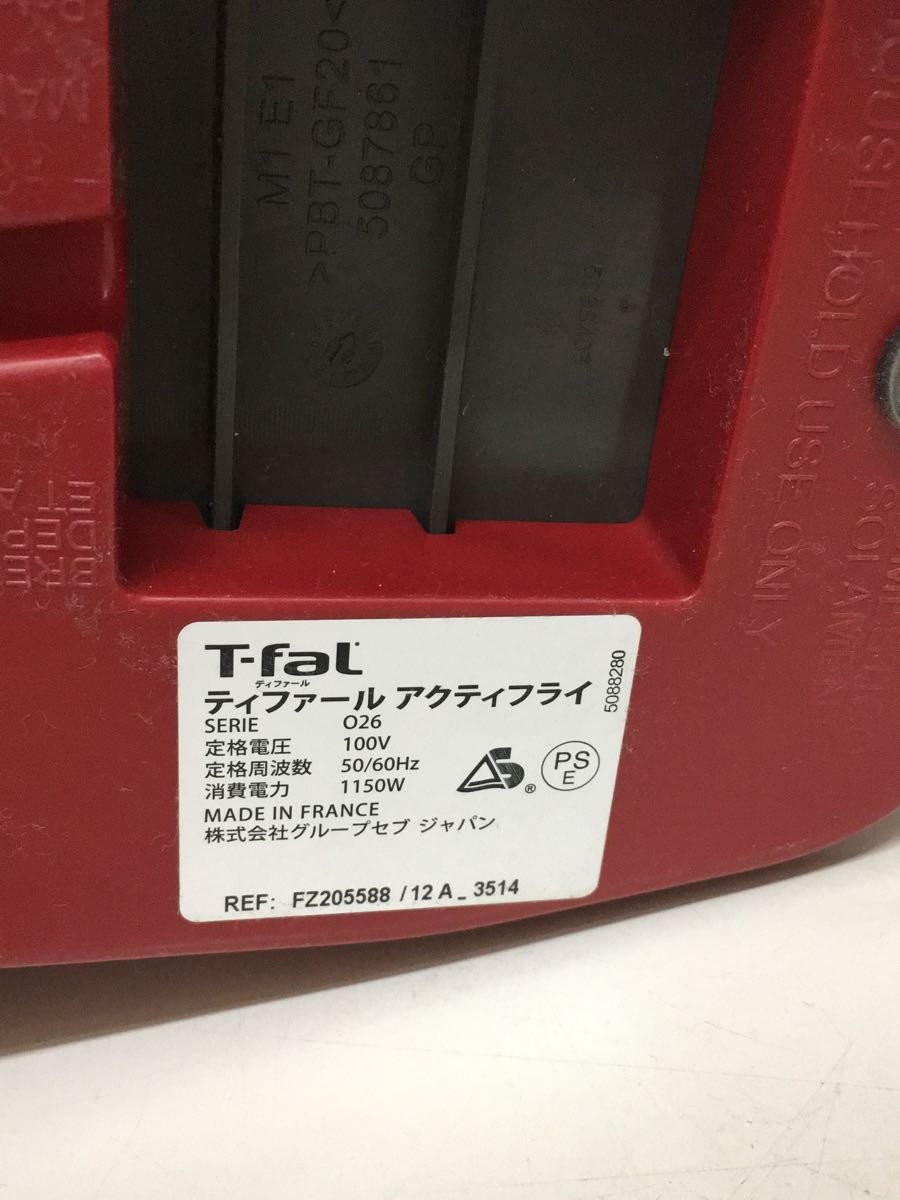 M1 E1
>PBT-GF20<
5087861
GP
HOUSEHOLD USE ONLY
T-faL
ティファール
ティファール アクティフライ
5088280
SERIE O26
定格電圧 100V
定格周波数 50/60Hz
消費電力 1150W
S
PS
E
MADE IN FRANCE
株式会社グループセブ ジャパン
REF: FZ205588 / 12 A _ 3514